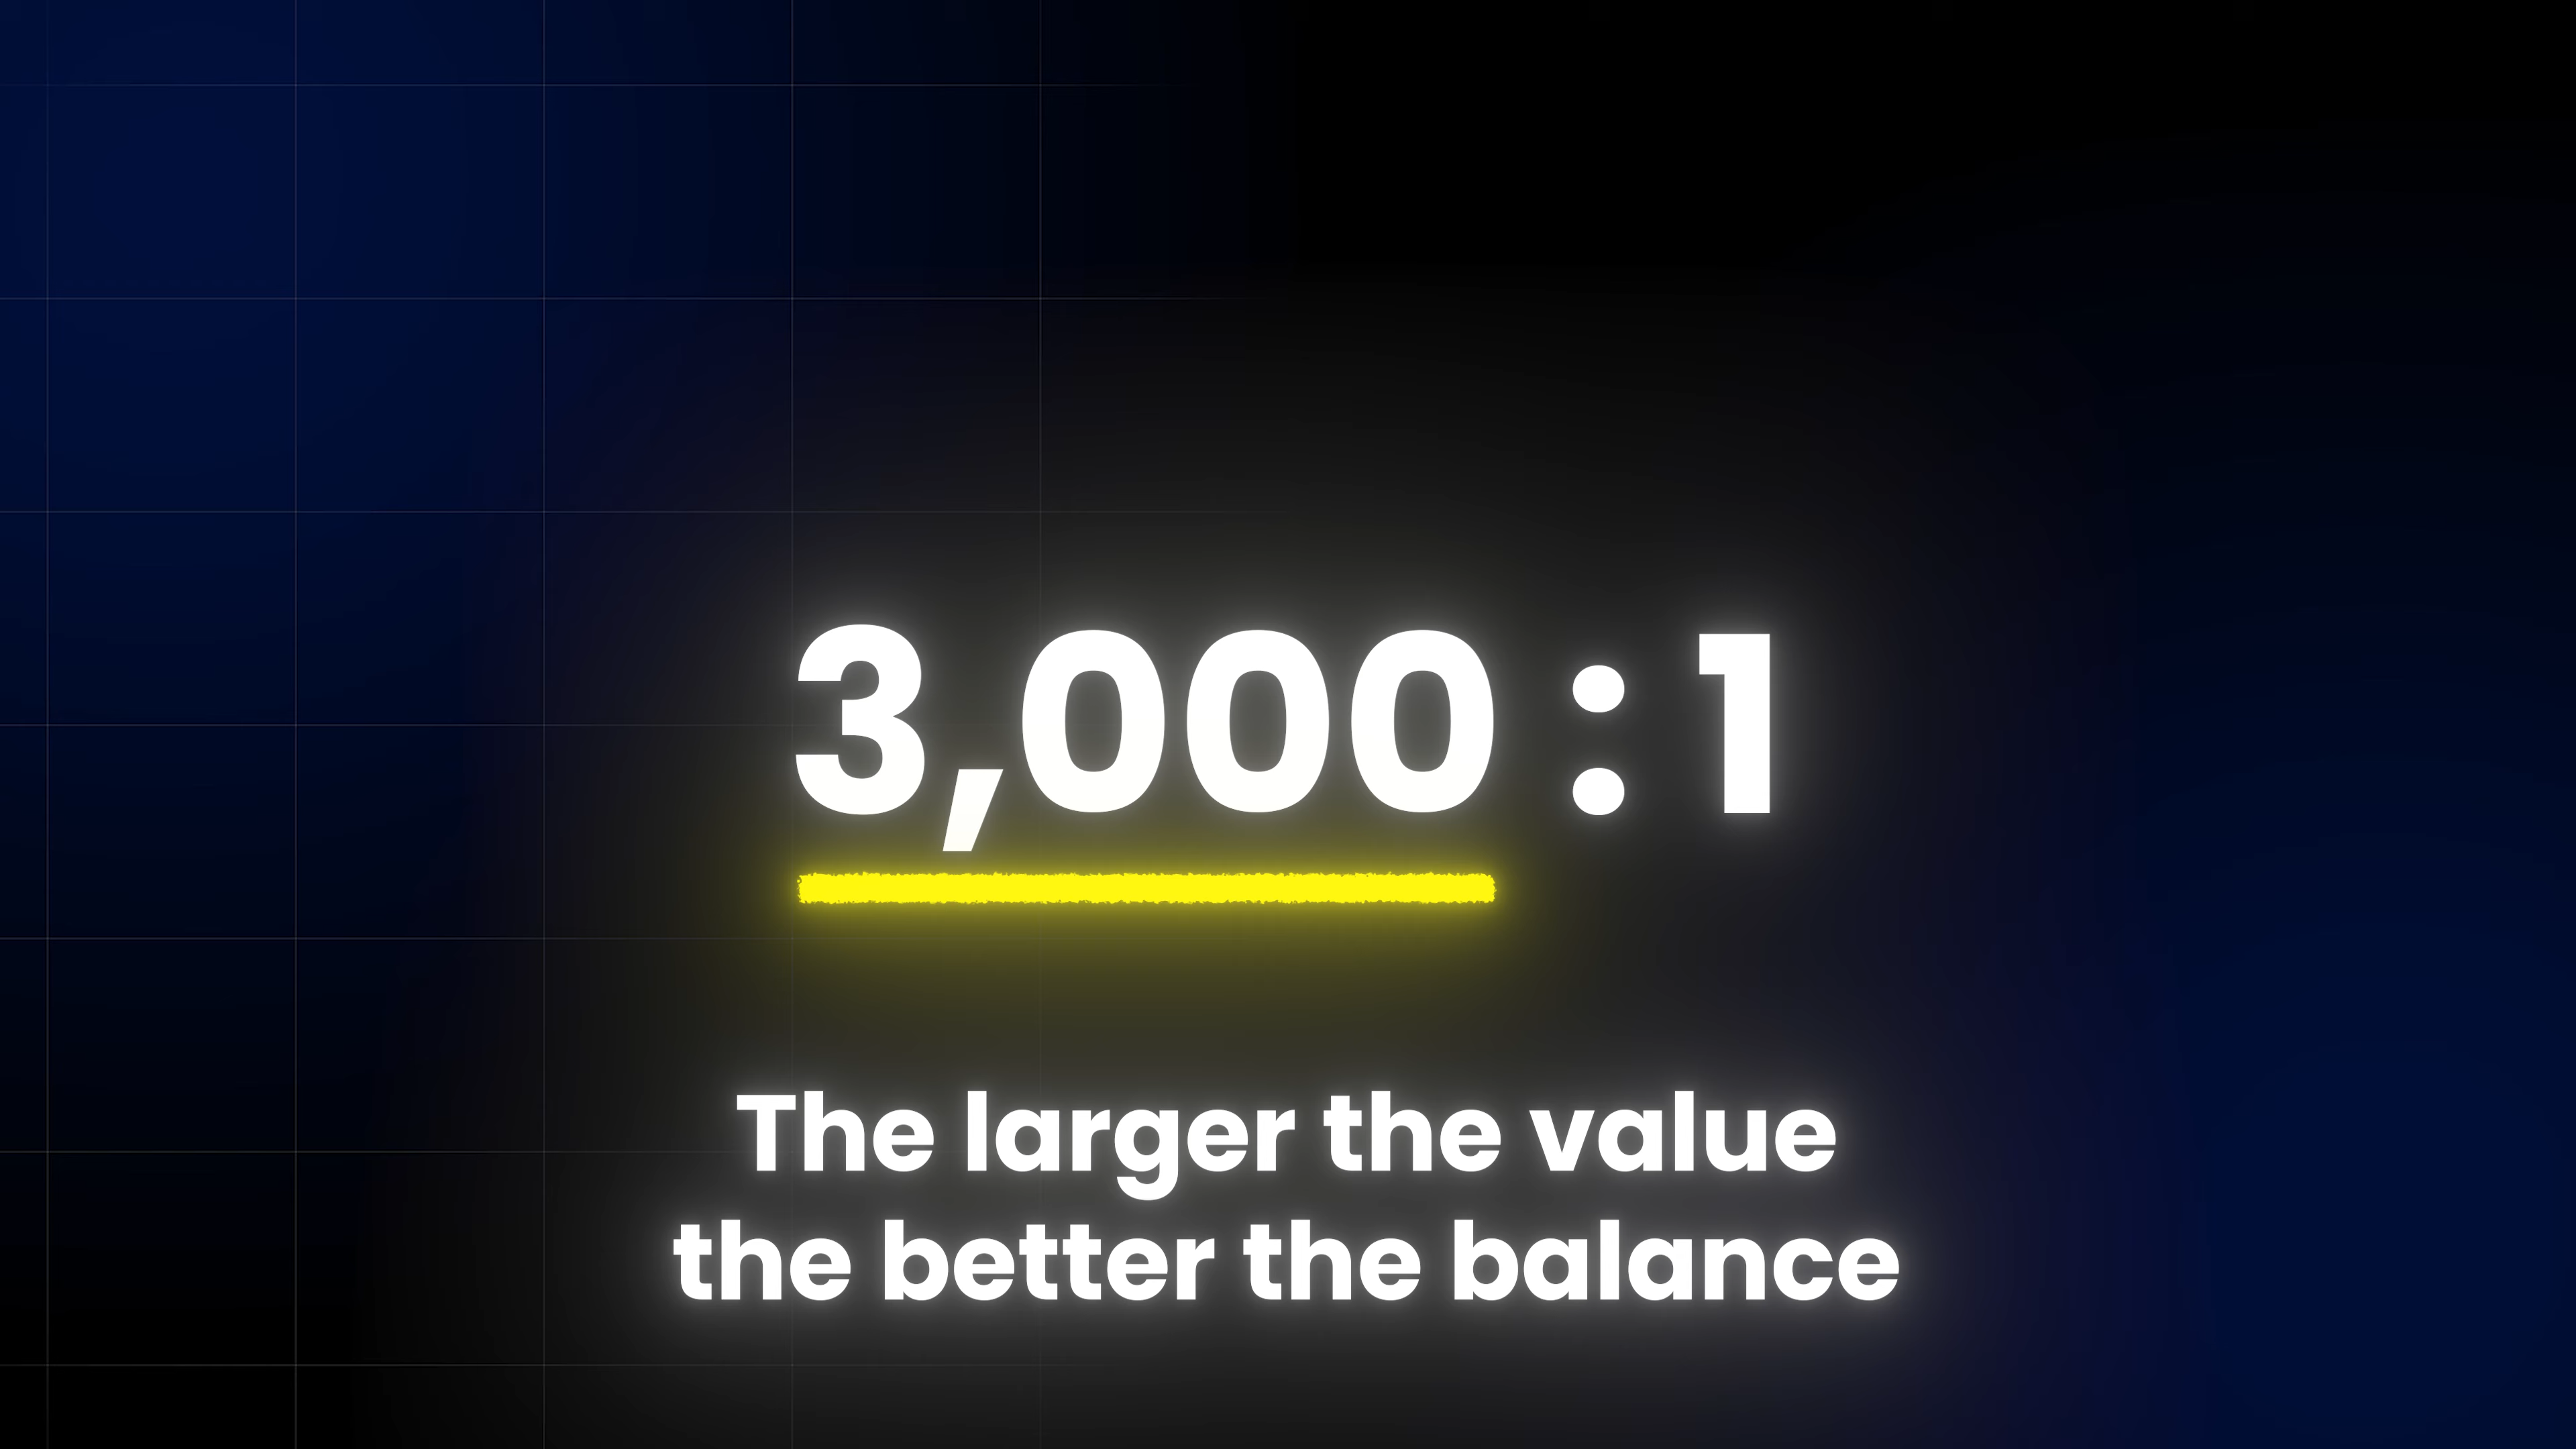 3,000 : 1
The larger the value
the better the balance